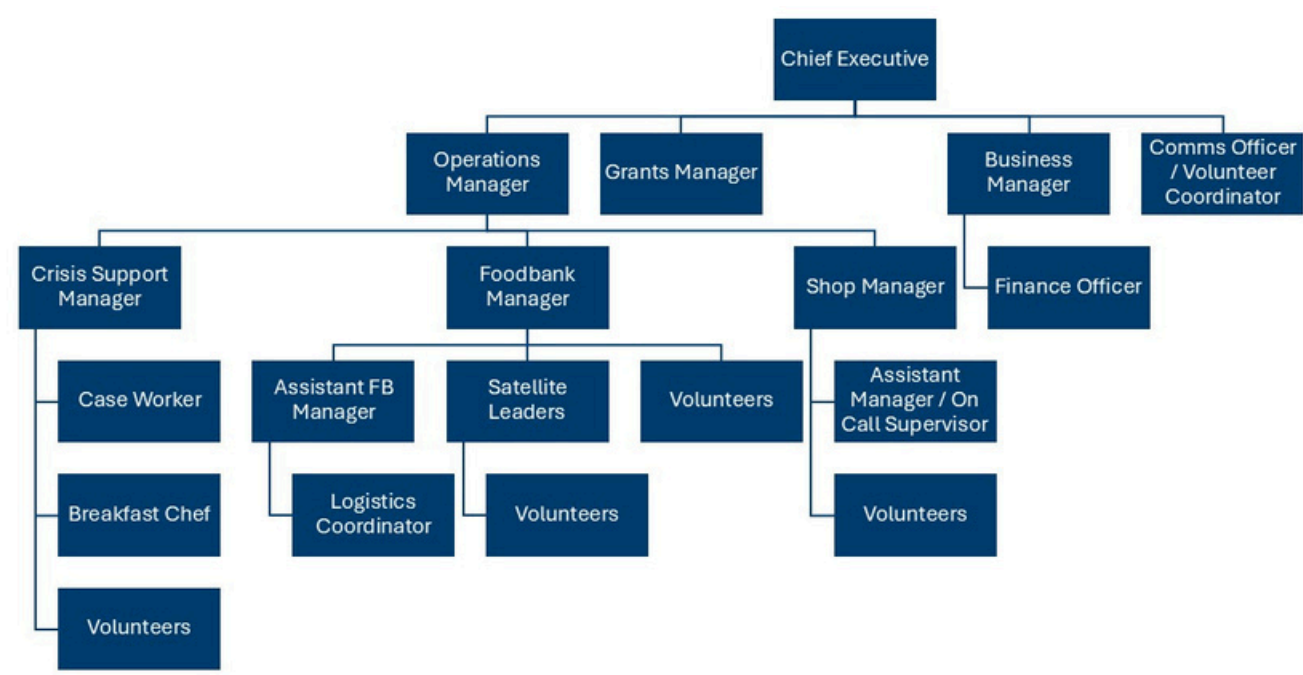 Chief Executive
Operations
Manager
Grants Manager
Business
Manager
Comms Officer
/ Volunteer
Coordinator
Crisis Support
Manager
Foodbank
Manager
Shop Manager
Finance Officer
Case Worker
Assistant FB
Manager
Satellite
Leaders
Volunteers
Assistant
Manager / On
Call Supervisor
Breakfast Chef
Logistics
Coordinator
Volunteers
Volunteers
Volunteers